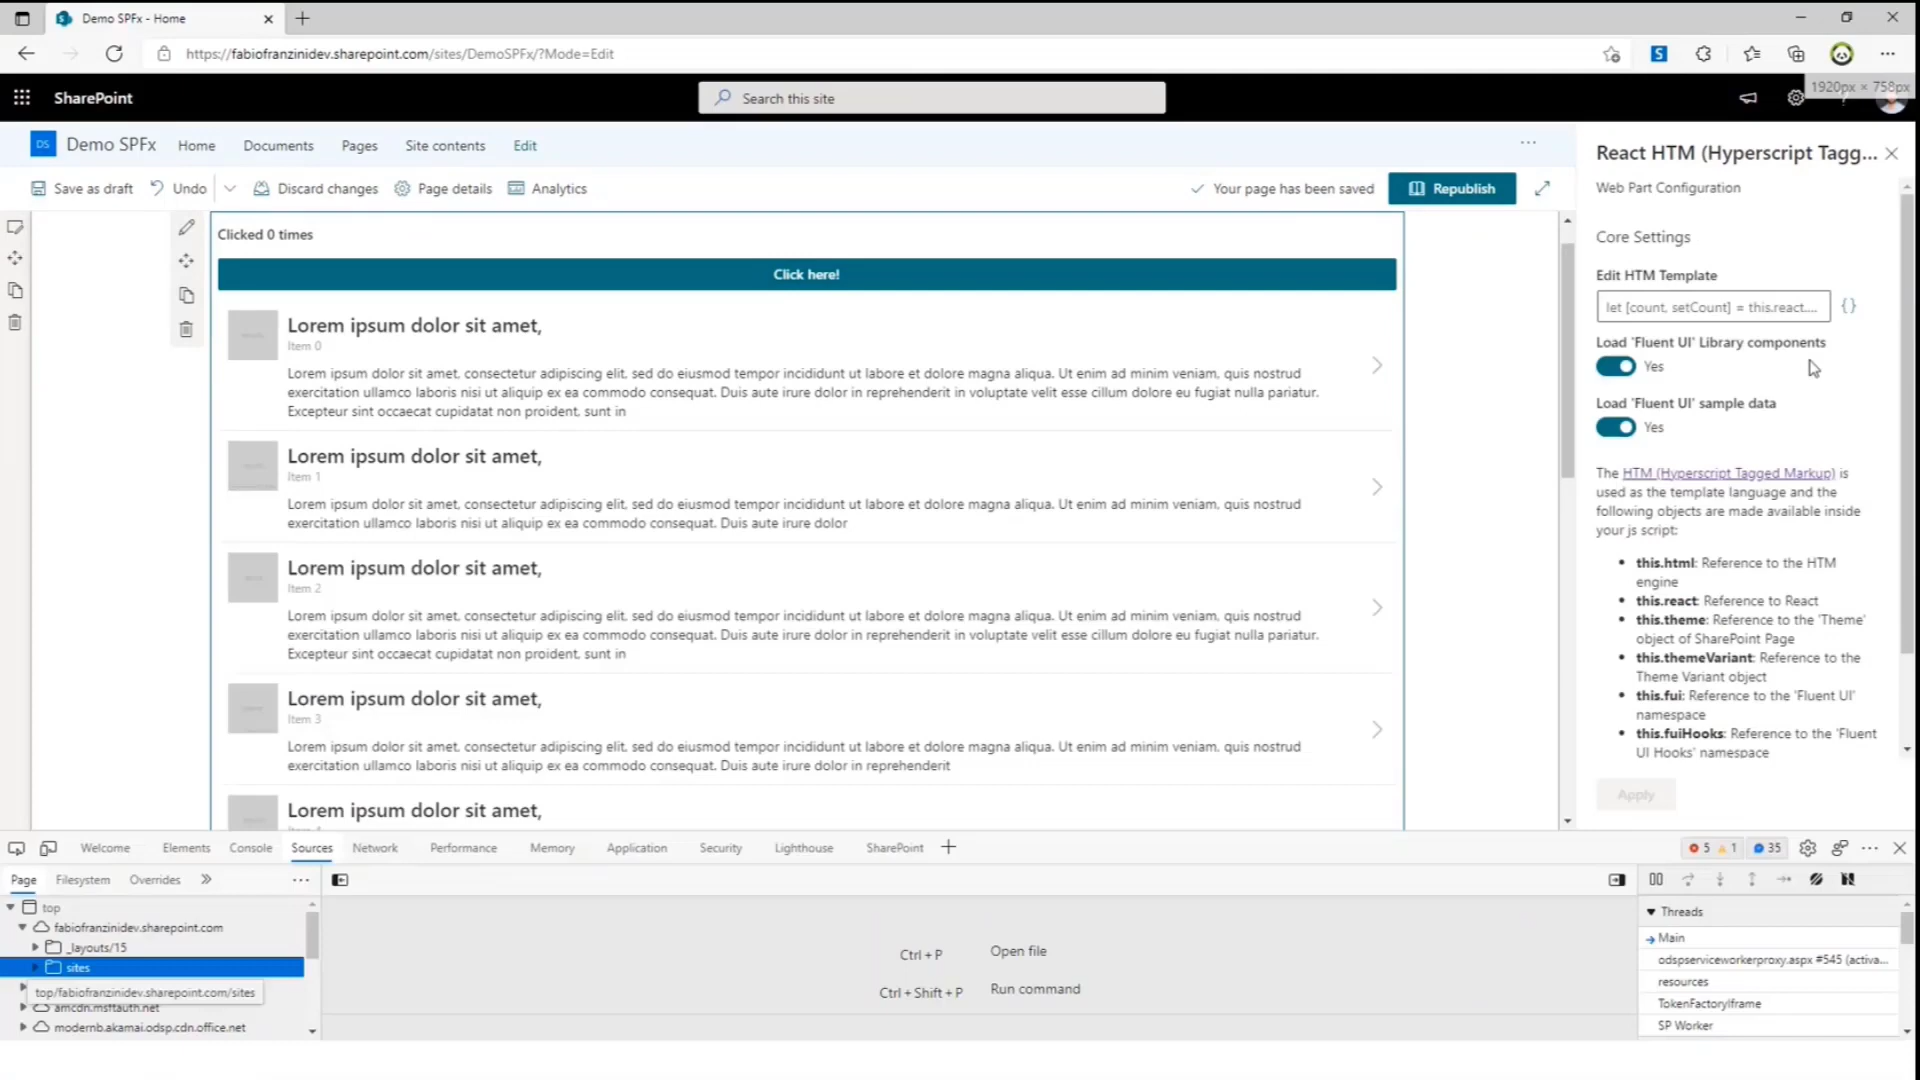 Demo SPFx - Home
https://fabiofranzinidev.sharepoint.com/sites/DemoSPFx/?Mode=Edit
SharePoint
Search this site
1920px × 758px
DS Demo SPFx Home Documents Pages Site contents Edit
Save as draft Undo Discard changes Page details Analytics
Your page has been saved Republish
Clicked 0 times
Click here!
Lorem ipsum dolor sit amet,
Item 0
Lorem ipsum dolor sit amet, consectetur adipiscing elit, sed do eiusmod tempor incididunt ut labore et dolore magna aliqua. Ut enim ad minim veniam, quis nostrud
exercitation ullamco laboris nisi ut aliquip ex ea commodo consequat. Duis aute irure dolor in reprehenderit in voluptate velit esse cillum dolore eu fugiat nulla pariatur.
Excepteur sint occaecat cupidatat non proident, sunt in
Lorem ipsum dolor sit amet,
Item 1
Lorem ipsum dolor sit amet, consectetur adipiscing elit, sed do eiusmod tempor incididunt ut labore et dolore magna aliqua. Ut enim ad minim veniam, quis nostrud
exercitation ullamco laboris nisi ut aliquip ex ea commodo consequat. Duis aute irure dolor
Lorem ipsum dolor sit amet,
Item 2
Lorem ipsum dolor sit amet, consectetur adipiscing elit, sed do eiusmod tempor incididunt ut labore et dolore magna aliqua. Ut enim ad minim veniam, quis nostrud
exercitation ullamco laboris nisi ut aliquip ex ea commodo consequat. Duis aute irure dolor in reprehenderit in voluptate velit esse cillum dolore eu fugiat nulla pariatur.
Excepteur sint occaecat cupidatat non proident, sunt in
Lorem ipsum dolor sit amet,
Item 3
Lorem ipsum dolor sit amet, consectetur adipiscing elit, sed do eiusmod tempor incididunt ut labore et dolore magna aliqua. Ut enim ad minim veniam, quis nostrud
exercitation ullamco laboris nisi ut aliquip ex ea commodo consequat. Duis aute irure dolor in reprehenderit
Lorem ipsum dolor sit amet,
React HTM (Hyperscript Tagg...
Web Part Configuration
Core Settings
Edit HTM Template
let [count, setCount] = this.react.... {}
Load 'Fluent UI' Library components
Yes
Load 'Fluent UI' sample data
Yes
The HTM (Hyperscript Tagged Markup) is
used as the template language and the
following objects are made available inside
your js script:
• this.html: Reference to the HTM
engine
• this.react: Reference to React
• this.theme: Reference to the 'Theme'
object of SharePoint Page
• this.themeVariant: Reference to the
Theme Variant object
• this.fui: Reference to the 'Fluent UI'
namespace
• this.fuiHooks: Reference to the 'Fluent
UI Hooks' namespace
Apply
Welcome Elements Console Sources Network Performance Memory Application Security Lighthouse SharePoint
5 1 35
Page Filesystem Overrides
top
fabiofranzinidev.sharepoint.com
_layouts/15
sites
top/fabiofranzinidev.sharepoint.com/sites
amcdn.msftauth.net
modernb.akamai.odsp.cdn.office.net
Ctrl + P Open file
Ctrl + Shift + P Run command
Threads
Main
odspserviceworkerproxy.aspx #545 (activa...
resources
TokenFactoryIframe
SP Worker